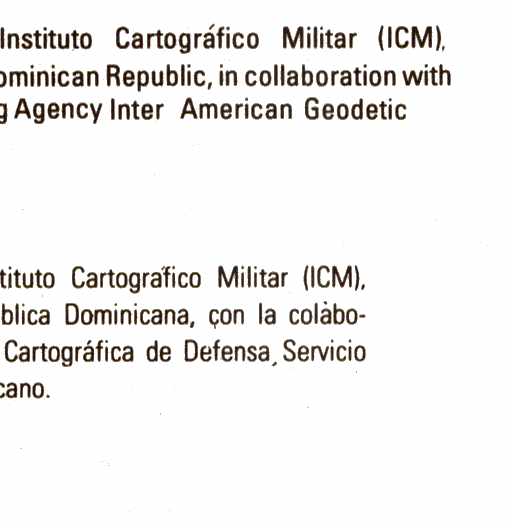 Instituto Cartográfico Militar (ICM),
ominican Republic, in collaboration with
g Agency Inter American Geodetic
tituto Cartográfico Militar (ICM),
blica Dominicana, con la colàbo-
Cartográfica de Defensa, Servicio
cano.